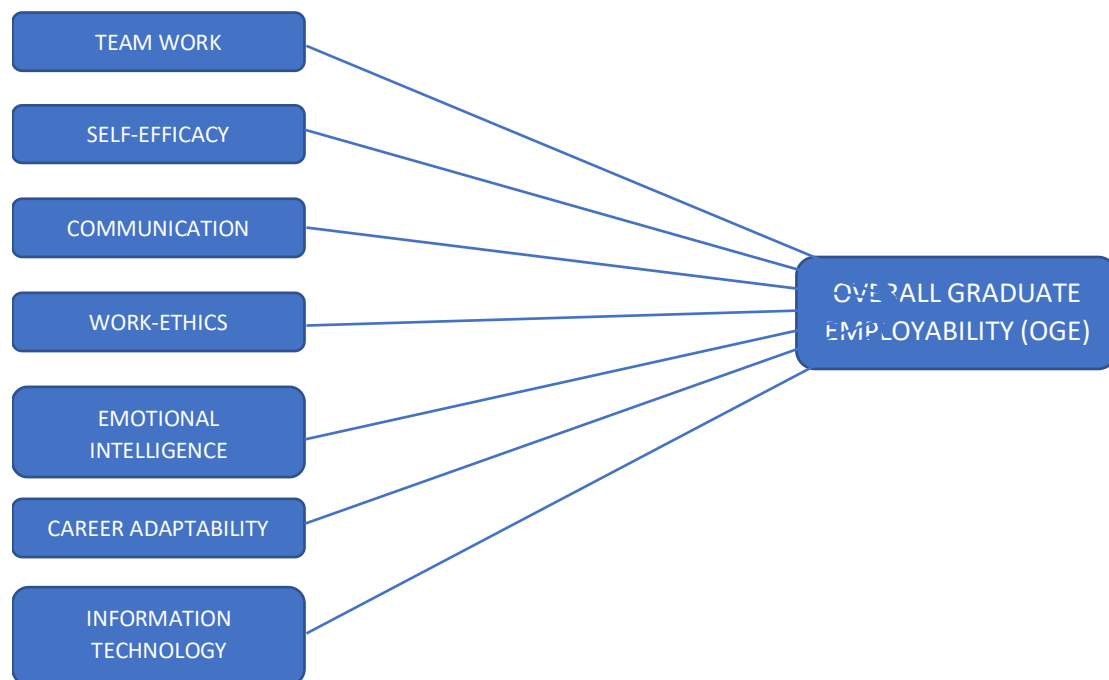 TEAM WORK
SELF-EFFICACY
COMMUNICATION
WORK-ETHICS
EMOTIONAL
INTELLIGENCE
CAREER ADAPTABILITY
INFORMATION
TECHNOLOGY
OVERALL GRADUATE
EMPLOYABILITY (OGE)